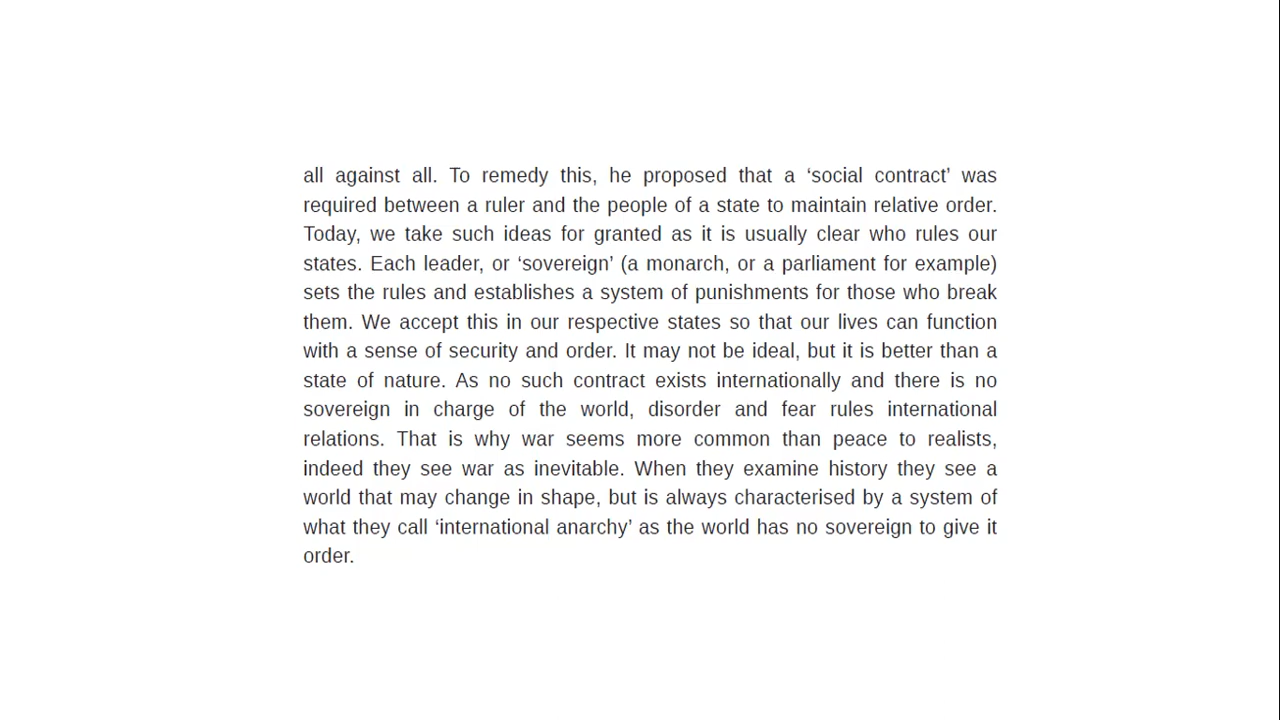 all against all. To remedy this, he proposed that a ‘social contract’ was
required between a ruler and the people of a state to maintain relative order.
Today, we take such ideas for granted as it is usually clear who rules our
states. Each leader, or ‘sovereign’ (a monarch, or a parliament for example)
sets the rules and establishes a system of punishments for those who break
them. We accept this in our respective states so that our lives can function
with a sense of security and order. It may not be ideal, but it is better than a
state of nature. As no such contract exists internationally and there is no
sovereign in charge of the world, disorder and fear rules international
relations. That is why war seems more common than peace to realists,
indeed they see war as inevitable. When they examine history they see a
world that may change in shape, but is always characterised by a system of
what they call ‘international anarchy’ as the world has no sovereign to give it
order.